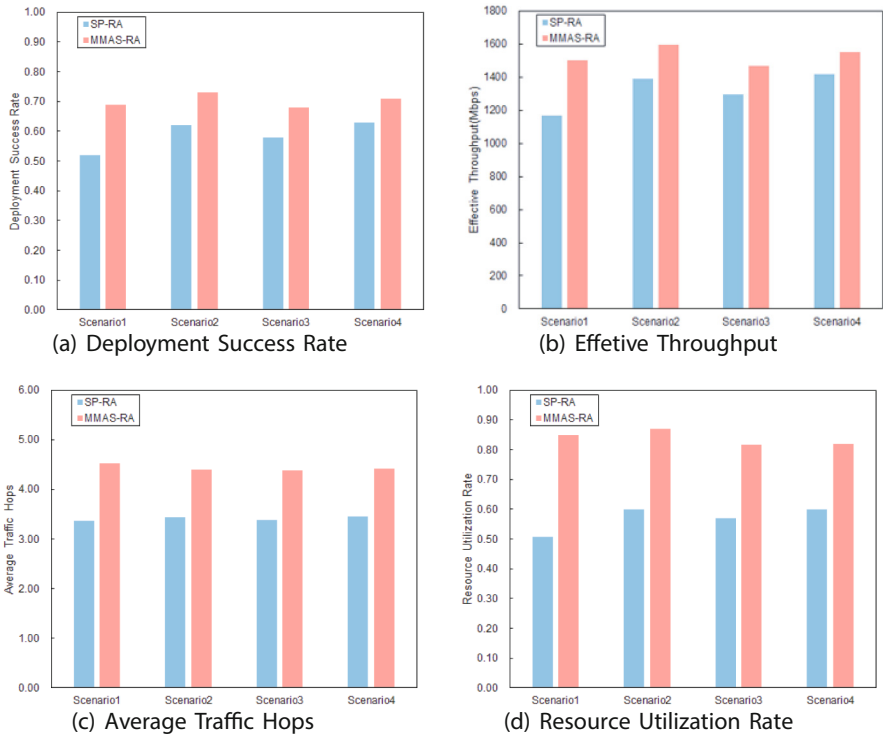 1.00
0.90
0.80
0.70
0.60
0.50
0.40
0.30
0.20
0.10
0.00
Deployment Success Rate
SP-RA
MMAS-RA
Scenario1 Scenario2 Scenario3 Scenario4
(a) Deployment Success Rate
1800
1600
1400
1200
1000
800
600
400
200
0
Effective Throughput(Mbps)
SP-RA
MMAS-RA
Scenario1 Scenario2 Scenario3 Scenario4
(b) Effetive Throughput
6.00
5.00
4.00
3.00
2.00
1.00
0.00
Average Traffic Hops
SP-RA
MMAS-RA
Scenario1 Scenario2 Scenario3 Scenario4
(c) Average Traffic Hops
1.00
0.90
0.80
0.70
0.60
0.50
0.40
0.30
0.20
0.10
0.00
Resource Utilization Rate
SP-RA
MMAS-RA
Scenario1 Scenario2 Scenario3 Scenario4
(d) Resource Utilization Rate